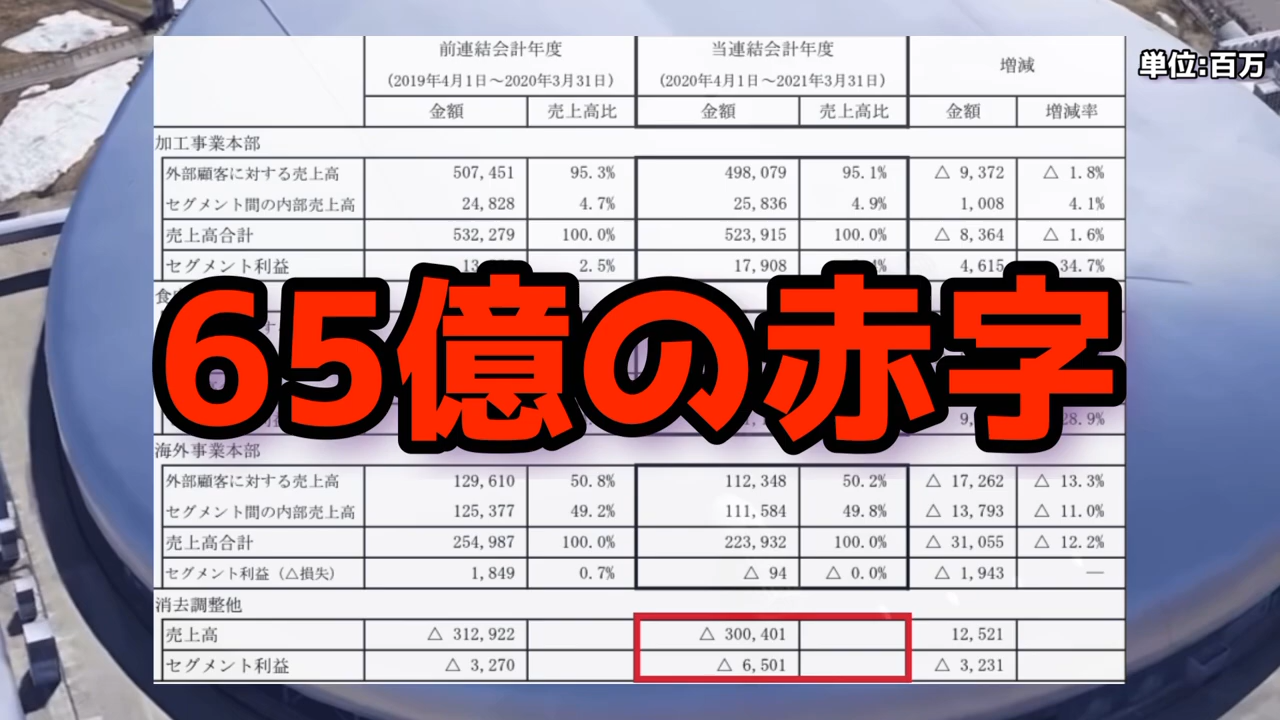 単位:百万
前連結会計年度 当連結会計年度 増減
(2019年4月1日～2020年3月31日) (2020年4月1日～2021年3月31日)
金額 売上高比 金額 売上高比 金額 増減率
加工事業本部
外部顧客に対する売上高 507,451 95.3% 498,079 95.1% △ 9,372 △ 1.8%
セグメント間の内部売上高 24,828 4.7% 25,836 4.9% 1,008 4.1%
売上高合計 532,279 100.0% 523,915 100.0% △ 8,364 △ 1.6%
セグメント利益 2.5% 17,908 4,615 34.7%
65億の赤字
海外事業本部
外部顧客に対する売上高 129,610 50.8% 112,348 50.2% △ 17,262 △ 13.3%
セグメント間の内部売上高 125,377 49.2% 111,584 49.8% △ 13,793 △ 11.0%
売上高合計 254,987 100.0% 223,932 100.0% △ 31,055 △ 12.2%
セグメント利益（△損失） 1,849 0.7% △ 94 △ 0.0% △ 1,943 ―
消去調整他
売上高 △ 312,922 △ 300,401 12,521
セグメント利益 △ 3,270 △ 6,501 △ 3,231